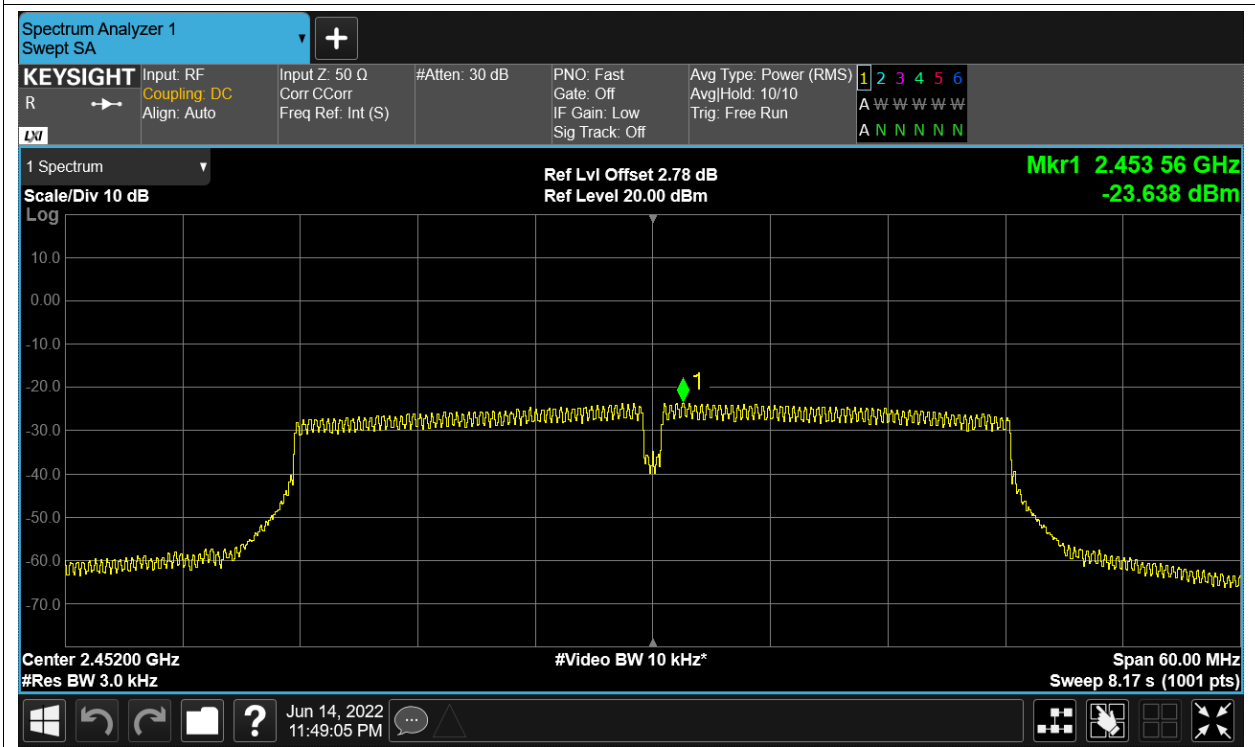 Spectrum Analyzer 1
Swept SA
KEYSIGHT
R
LXI
Input: RF
Coupling: DC
Align: Auto
Input Z: 50 Ω
Corr CCorr
Freq Ref: Int (S)
#Atten: 30 dB
PNO: Fast
Gate: Off
IF Gain: Low
Sig Track: Off
Avg Type: Power (RMS)
Avg|Hold: 10/10
Trig: Free Run
1 2 3 4 5 6
A W W W W W
A N N N N N
1 Spectrum
Scale/Div 10 dB
Log
Ref Lvl Offset 2.78 dB
Ref Level 20.00 dBm
Mkr1 2.453 56 GHz
-23.638 dBm
10.0
0.00
-10.0
-20.0
-30.0
-40.0
-50.0
-60.0
-70.0
1
Center 2.45200 GHz
#Res BW 3.0 kHz
#Video BW 10 kHz*
Span 60.00 MHz
Sweep 8.17 s (1001 pts)
?
Jun 14, 2022
11:49:05 PM